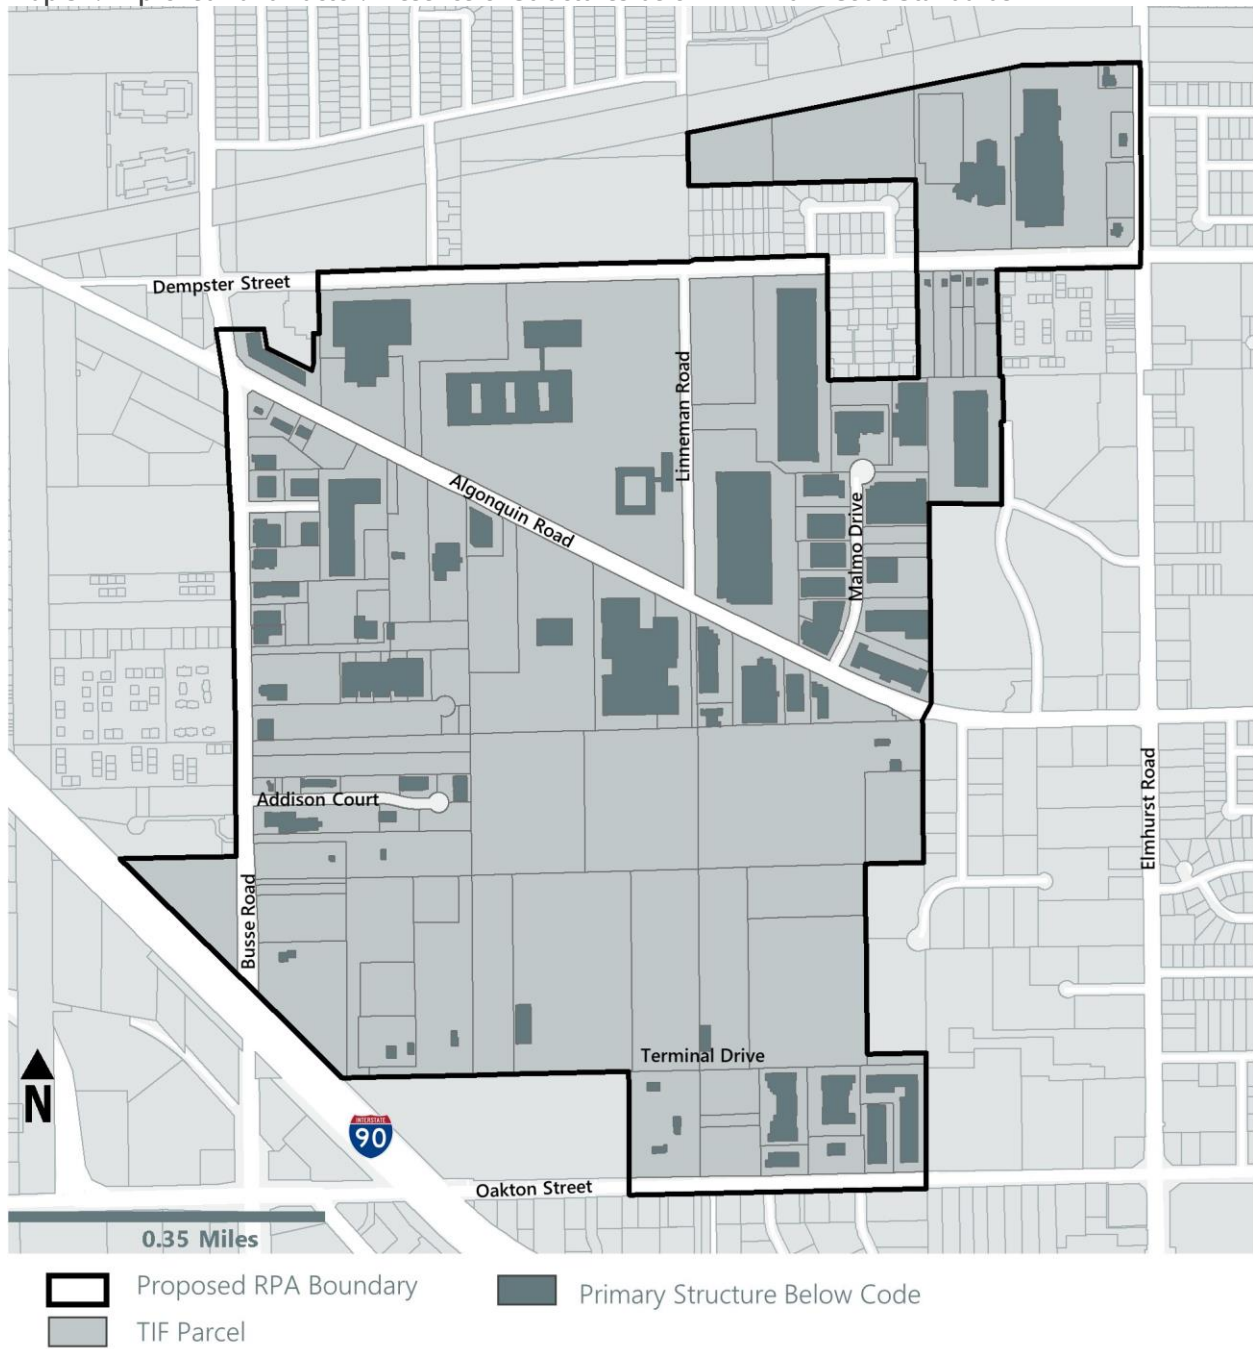 Dempster Street
Linneman Road
Algonquin Road
Malmo Drive
Elmhurst Road
Addison Court
Busse Road
Terminal Drive
N
INTERSTATE
90
Oakton Street
0.35 Miles
Proposed RPA Boundary
Primary Structure Below Code
TIF Parcel